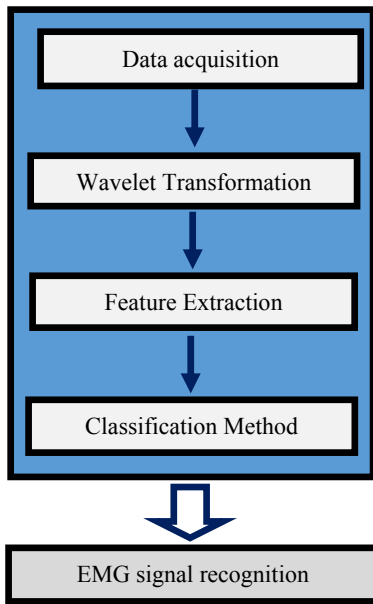 Data acquisition
Wavelet Transformation
Feature Extraction
Classification Method
EMG signal recognition